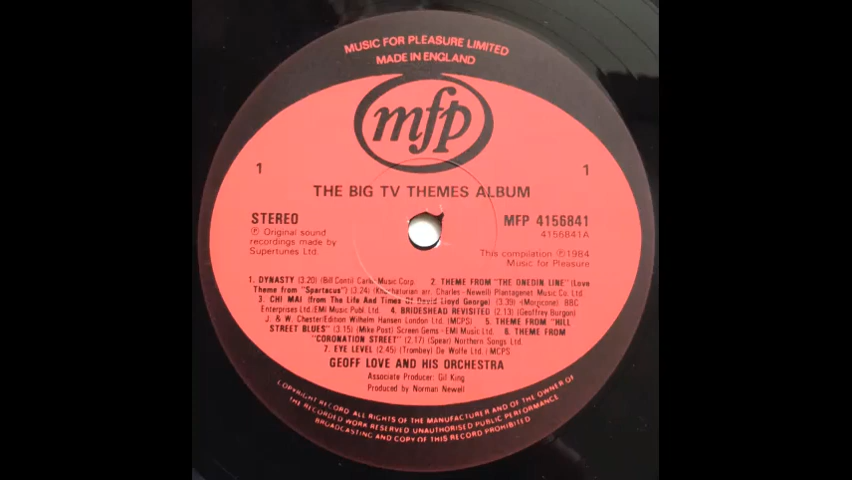 MUSIC FOR PLEASURE LIMITED
MADE IN ENGLAND
mfp
1
1
THE BIG TV THEMES ALBUM
STEREO
MFP 4156841
4156841A
Ⓟ Original sound
recordings made by
Supertunes Ltd.
This compilation Ⓟ1984
Music for Pleasure
1. DYNASTY (3.20) (Bill Conti) Carlin Music Corp. 2. THEME FROM "THE ONEDIN LINE" (Love
Theme from "Spartacus") (3.24) (Khachaturian arr. Charles - Newell) Plantagenet Music Co. Ltd
3. CHI MAI (from The Life And Times Of David Lloyd George) (3.39) (Morricone) BBC
Enterprises Ltd./EMI Music Publ. Ltd. 4. BRIDESHEAD REVISITED (2.13) (Geoffrey Burgon)
J. & W. Chester/Edition Wilhelm Hansen London Ltd. (MCPS) 5. THEME FROM "HILL
STREET BLUES" (3.15) (Mike Post) Screen Gems - EMI Music Ltd. 6. THEME FROM
"CORONATION STREET" (2.17) (Spear) Northern Songs Ltd.
7. EYE LEVEL (2.45) (Trombey) De Wolfe Ltd. / MCPS
GEOFF LOVE AND HIS ORCHESTRA
Associate Producer: Gil King
Produced by Norman Newell
COPYRIGHT RECORD. ALL RIGHTS OF THE MANUFACTURER AND OF THE OWNER OF
THE RECORDED WORK RESERVED UNAUTHORISED PUBLIC PERFORMANCE
BROADCASTING AND COPY OF THIS RECORD PROHIBITED